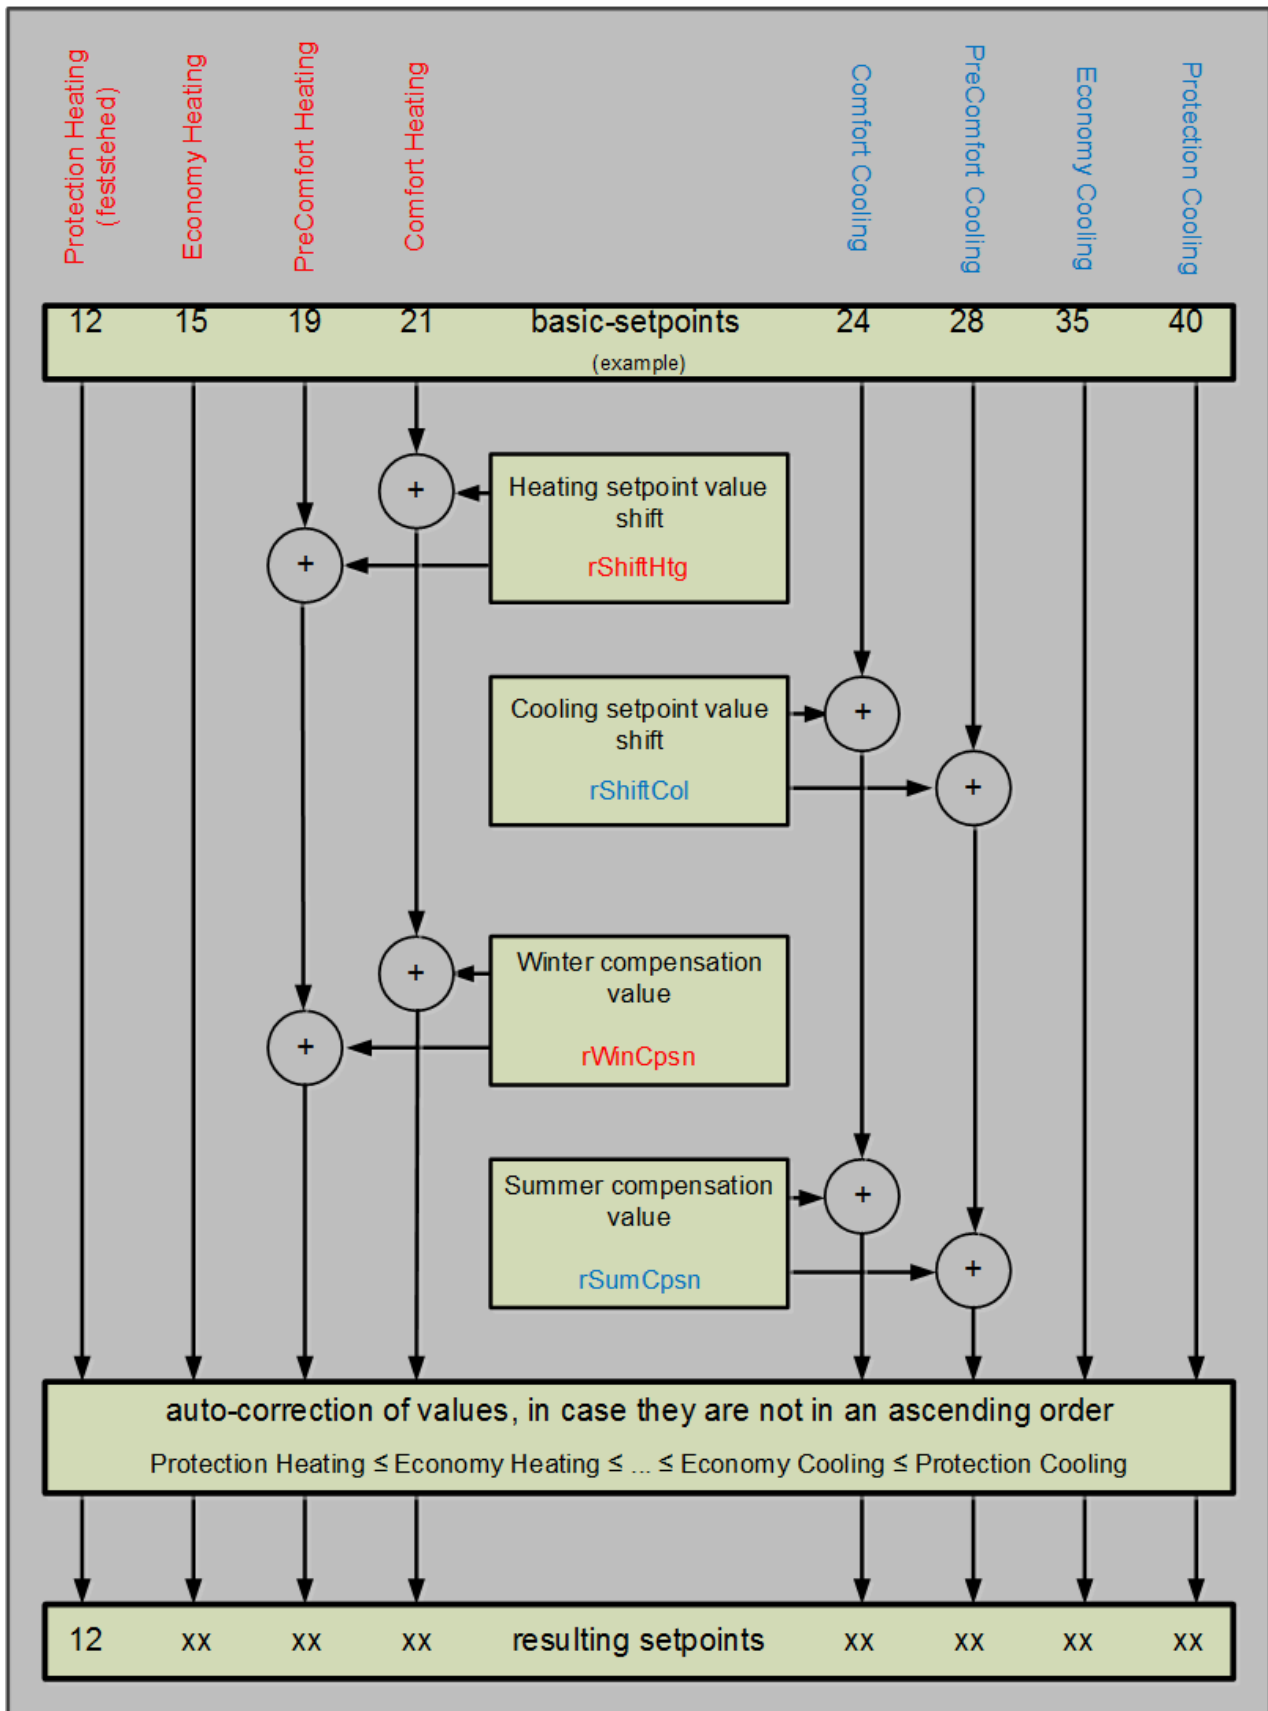 Protection Heating
(feststehed)
Economy Heating
PreComfort Heating
Comfort Heating
Comfort Cooling
PreComfort Cooling
Economy Cooling
Protection Cooling
12 15 19 21 basic-setpoints 24 28 35 40
(example)
+
Heating setpoint value
shift
+
rShiftHtg
Cooling setpoint value
+
shift
rShiftCol
+
Winter compensation
+
value
+
rWinCpsn
Summer compensation
+
value
rSumCpsn
+
auto-correction of values, in case they are not in an ascending order
Protection Heating ≤ Economy Heating ≤ ... ≤ Economy Cooling ≤ Protection Cooling
12 xx xx xx resulting setpoints xx xx xx xx